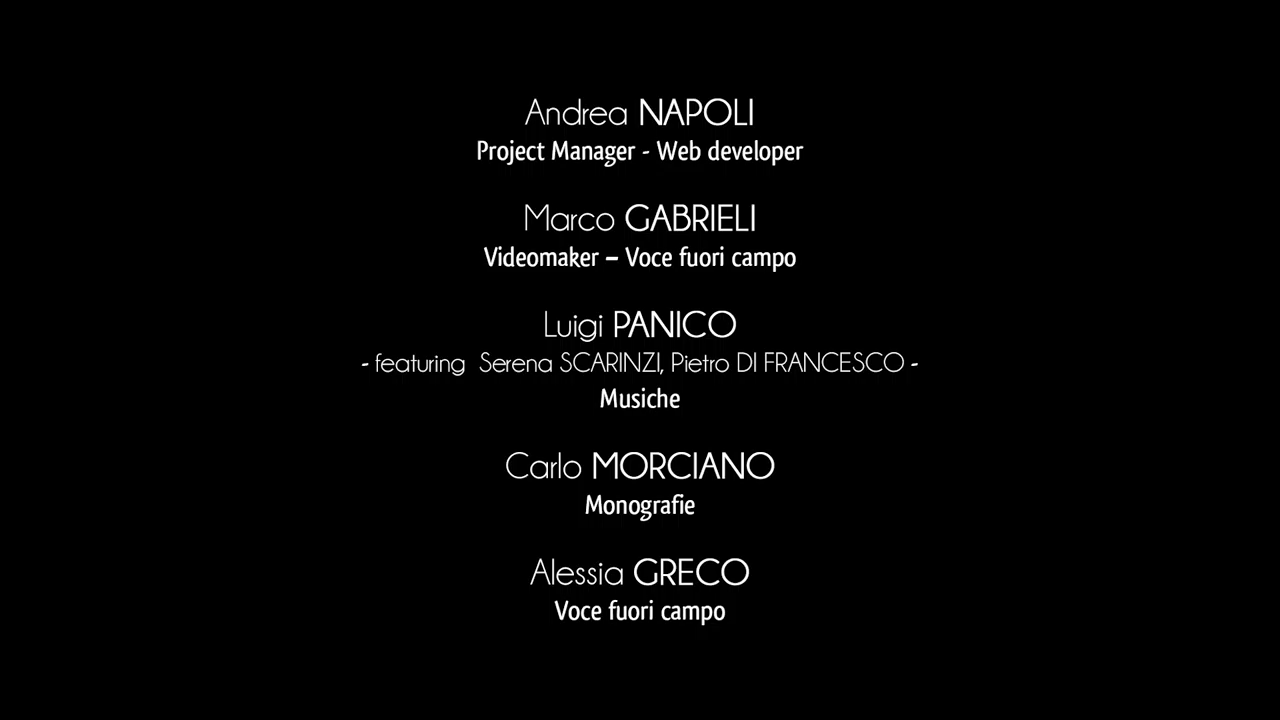 Andrea NAPOLI
Project Manager - Web developer
Marco GABRIELI
Videomaker – Voce fuori campo
Luigi PANICO
- featuring Serena SCARINZI, Pietro DI FRANCESCO -
Musiche
Carlo MORCIANO
Monografie
Alessia GRECO
Voce fuori campo